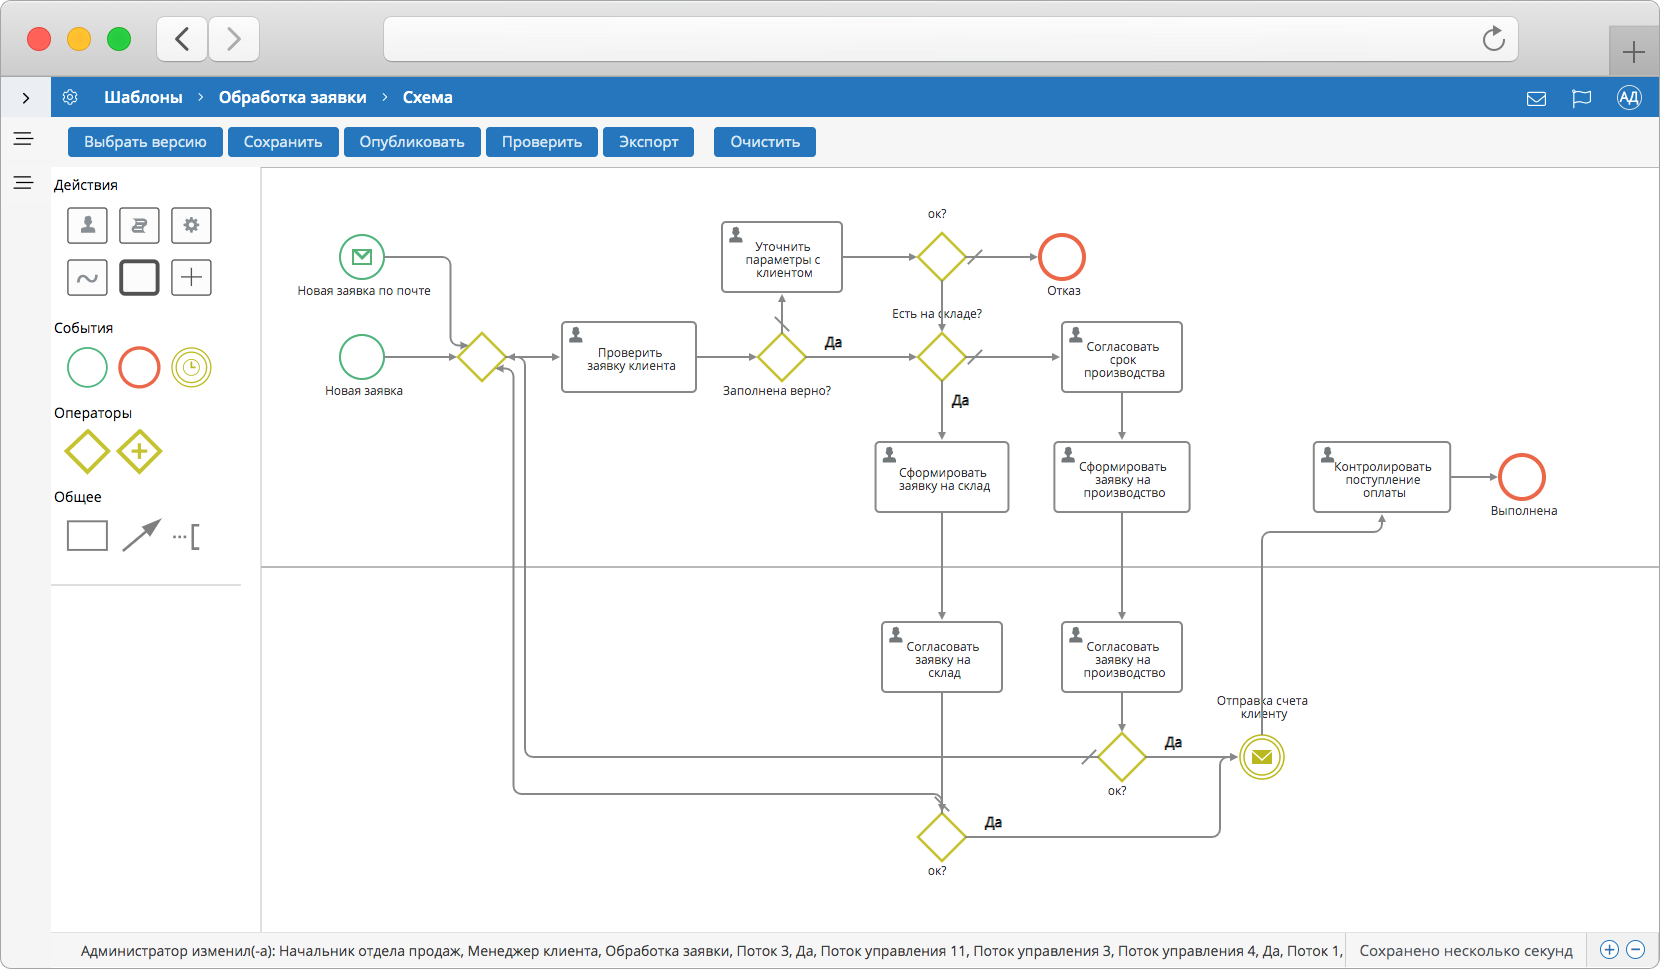 Шаблоны > Обработка заявки > Схема
АД
Выбрать версию Сохранить Опубликовать Проверить Экспорт Очистить
Действия
События
Операторы
Общее
ок?
Уточнить
параметры с
клиентом
Новая заявка по почте
Отказ
Есть на складе?
Проверить
заявку клиента
Да
Согласовать
срок
производства
Новая заявка
Заполнена верно?
Да
Сформировать
заявку на склад
Сформировать
заявку на
производство
Контролировать
поступление
оплаты
Выполнена
Согласовать
заявку на
склад
Согласовать
заявку на
производство
Отправка счета
клиенту
Да
ок?
Да
ок?
Администратор изменил(-а): Начальник отдела продаж, Менеджер клиента, Обработка заявки, Поток 3, Да, Поток управления 11, Поток управления 3, Поток управления 4, Да, Поток 1,
Сохранено несколько секунд